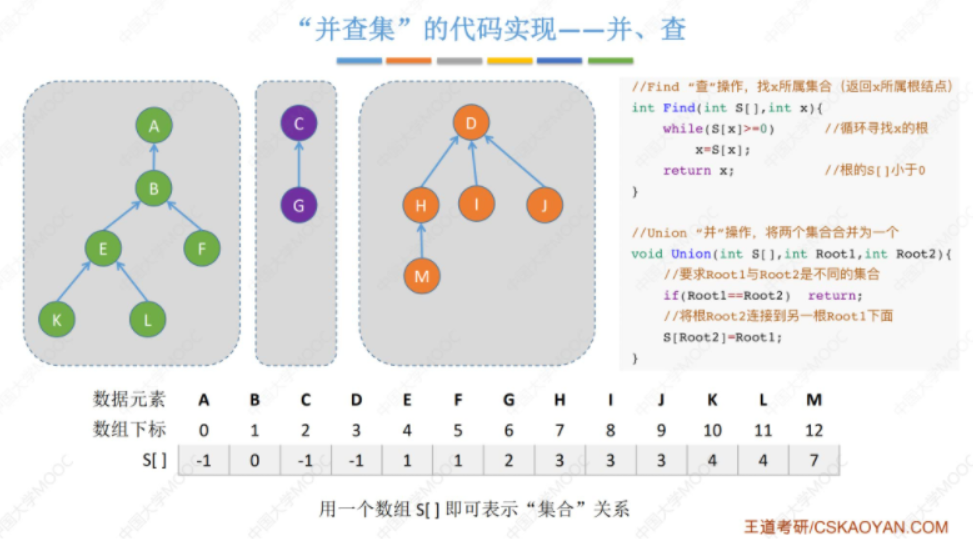 “并查集”的代码实现——并、查
A
B
E
F
K
L
C
G
D
H
I
J
M
//Find “查”操作，找x所属集合（返回x所属根结点）
int Find(int S[],int x){
while(S[x]>=0) //循环寻找x的根
x=S[x];
return x; //根的S[]小于0
}
//Union “并”操作，将两个集合合并为一个
void Union(int S[],int Root1,int Root2){
//要求Root1与Root2是不同的集合
if(Root1==Root2) return;
//将根Root2连接到另一根Root1下面
S[Root2]=Root1;
}
数据元素 A B C D E F G H I J K L M
数组下标 0 1 2 3 4 5 6 7 8 9 10 11 12
S[ ] -1 0 -1 -1 1 1 2 3 3 3 4 4 7
用一个数组 S[ ] 即可表示“集合”关系
王道考研/CSKAOYAN.COM